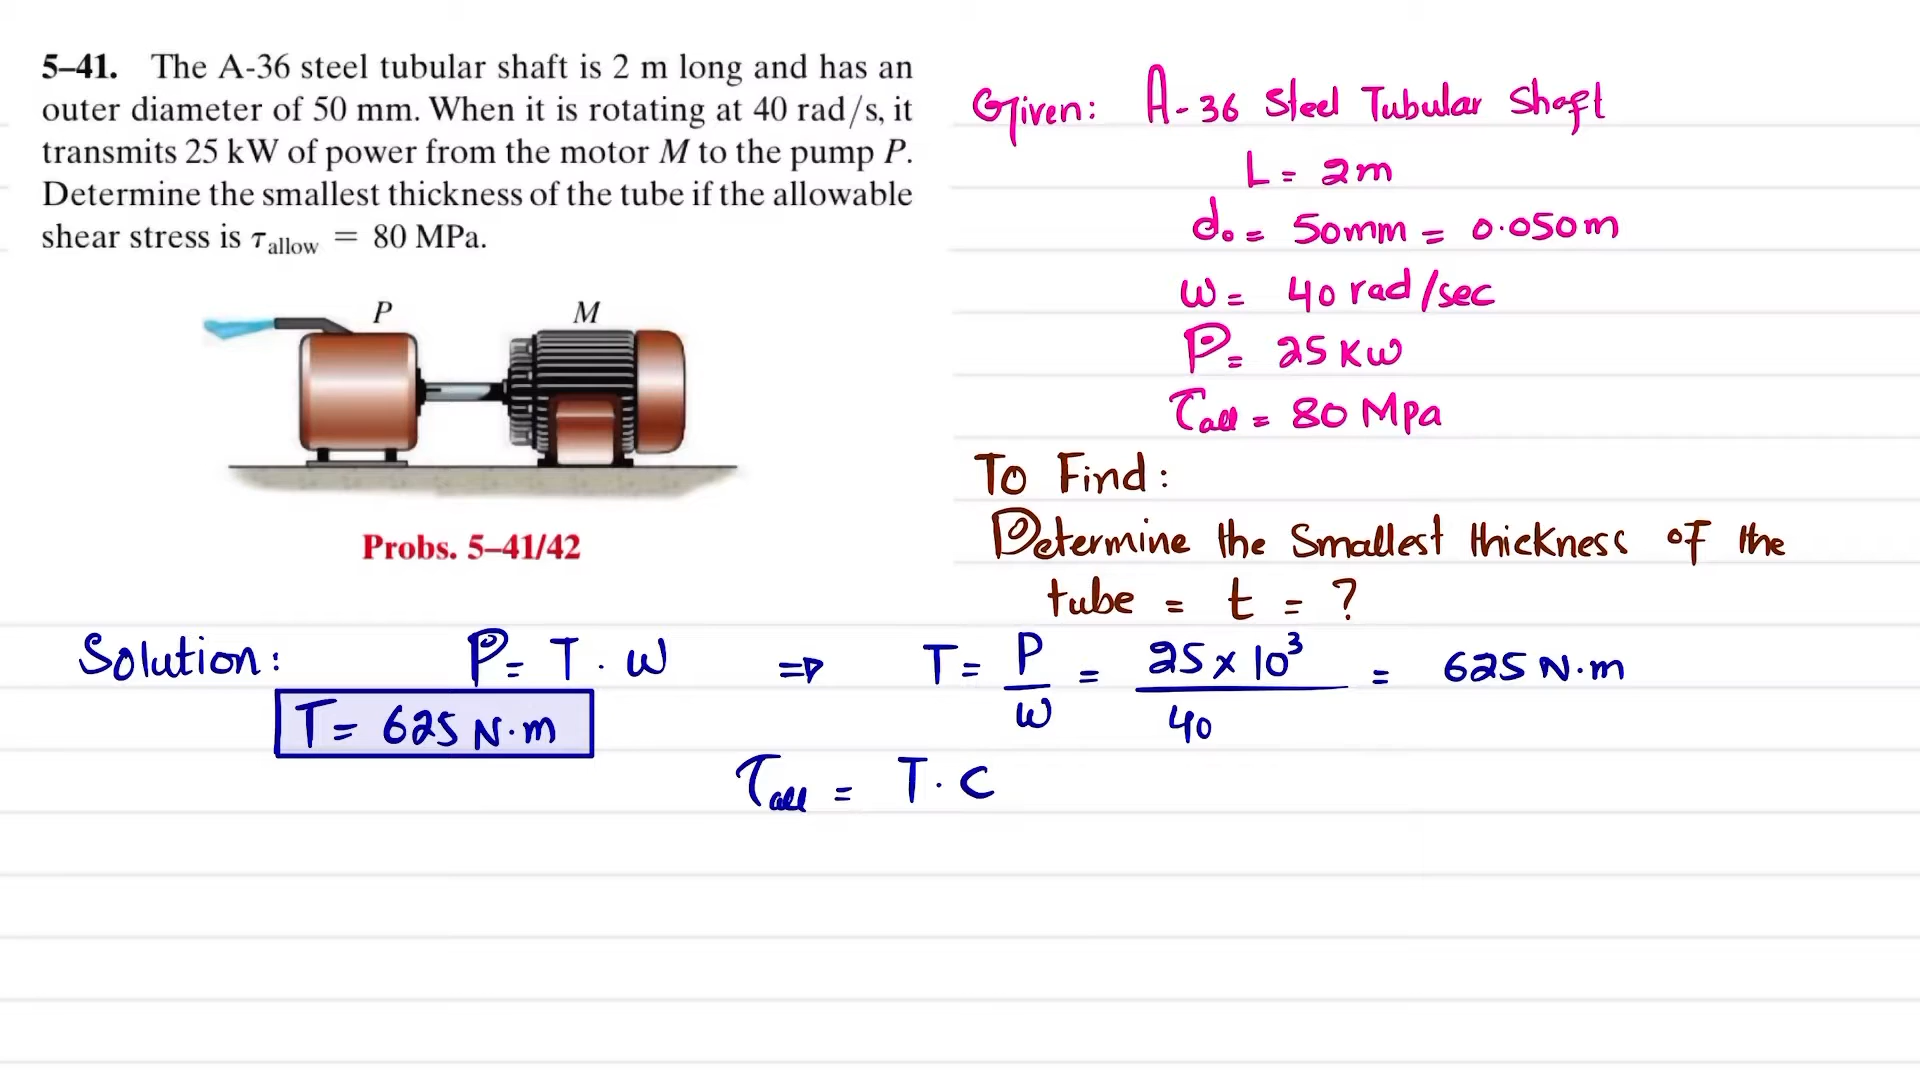 5–41. The A-36 steel tubular shaft is 2 m long and has an
outer diameter of 50 mm. When it is rotating at 40 rad/s, it
transmits 25 kW of power from the motor M to the pump P.
Determine the smallest thickness of the tube if the allowable
shear stress is τallow = 80 MPa.
P
M
Probs. 5–41/42
Given: A-36 Steel Tubular Shaft
L = 2m
do = 50mm = 0.050m
ω = 40 rad/sec
P = 25 KW
τall = 80 Mpa
To Find:
Determine the Smallest thickness of the
tube = t = ?
Solution: P = T . ω => T = P/ω = 25 x 10³/40 = 625 N.m
T = 625 N.m
τall = T . C